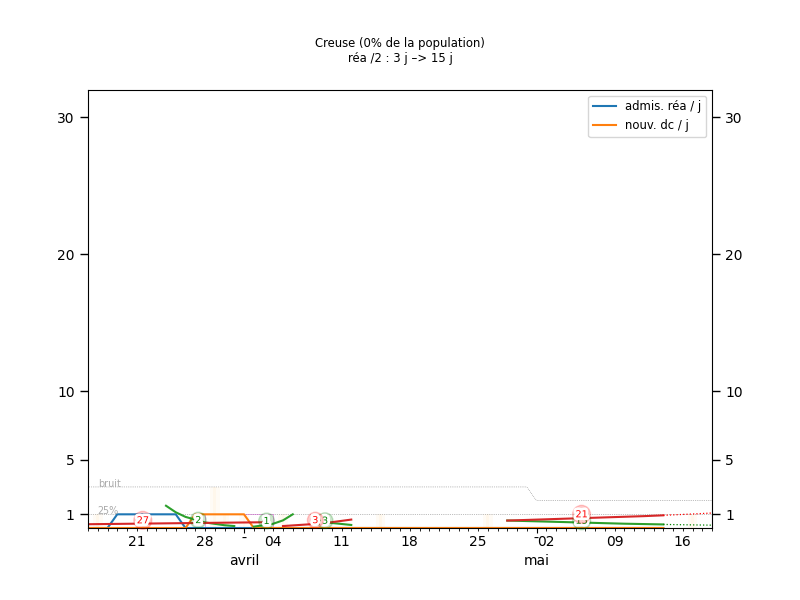 Creuse (0% de la population)
réa /2 : 3 j –> 15 j
admis. réa / j
nouv. dc / j
30 30
20 20
10 10
5 5
bruit
25%
1 1
27 2 1 3 3 21
21 28 - 04 11 18 25 -02 09 16
avril mai